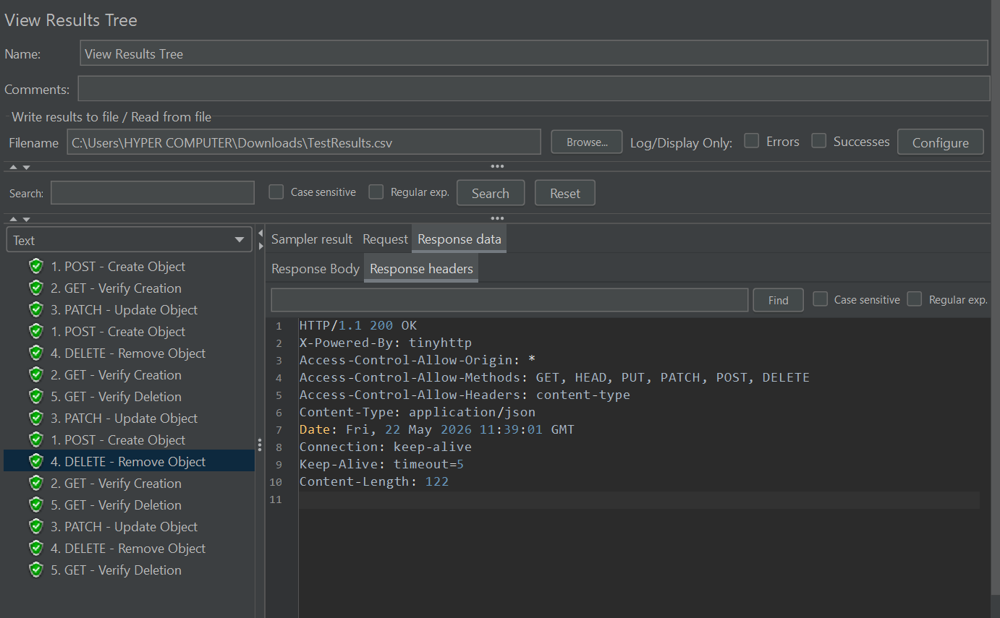 View Results Tree
Name: View Results Tree
Comments:
Write results to file / Read from file
Filename C:\Users\HYPER COMPUTER\Downloads\TestResults.csv Browse... Log/Display Only: Errors Successes Configure
Search: Case sensitive Regular exp. Search Reset
Text
1. POST - Create Object
2. GET - Verify Creation
3. PATCH - Update Object
1. POST - Create Object
4. DELETE - Remove Object
2. GET - Verify Creation
5. GET - Verify Deletion
3. PATCH - Update Object
1. POST - Create Object
4. DELETE - Remove Object
2. GET - Verify Creation
5. GET - Verify Deletion
3. PATCH - Update Object
4. DELETE - Remove Object
5. GET - Verify Deletion
Sampler result Request Response data
Response Body Response headers
Find Case sensitive Regular exp.
1 HTTP/1.1 200 OK
2 X-Powered-By: tinyhttp
3 Access-Control-Allow-Origin: *
4 Access-Control-Allow-Methods: GET, HEAD, PUT, PATCH, POST, DELETE
5 Access-Control-Allow-Headers: content-type
6 Content-Type: application/json
7 Date: Fri, 22 May 2026 11:39:01 GMT
8 Connection: keep-alive
9 Keep-Alive: timeout=5
10 Content-Length: 122
11